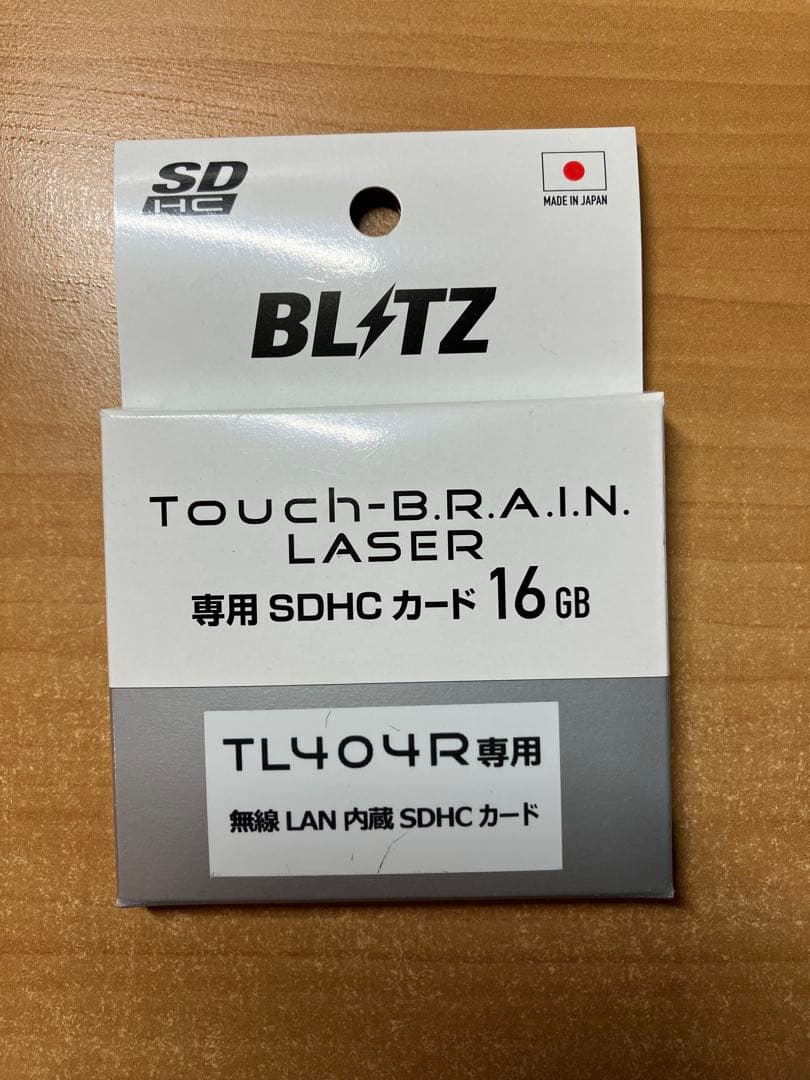 SD
HC
MADE IN JAPAN
BLITZ
Touch-B.R.A.I.N.
LASER
専用 SDHC カード 16 GB
TL404R専用
無線 LAN 内蔵 SDHC カード